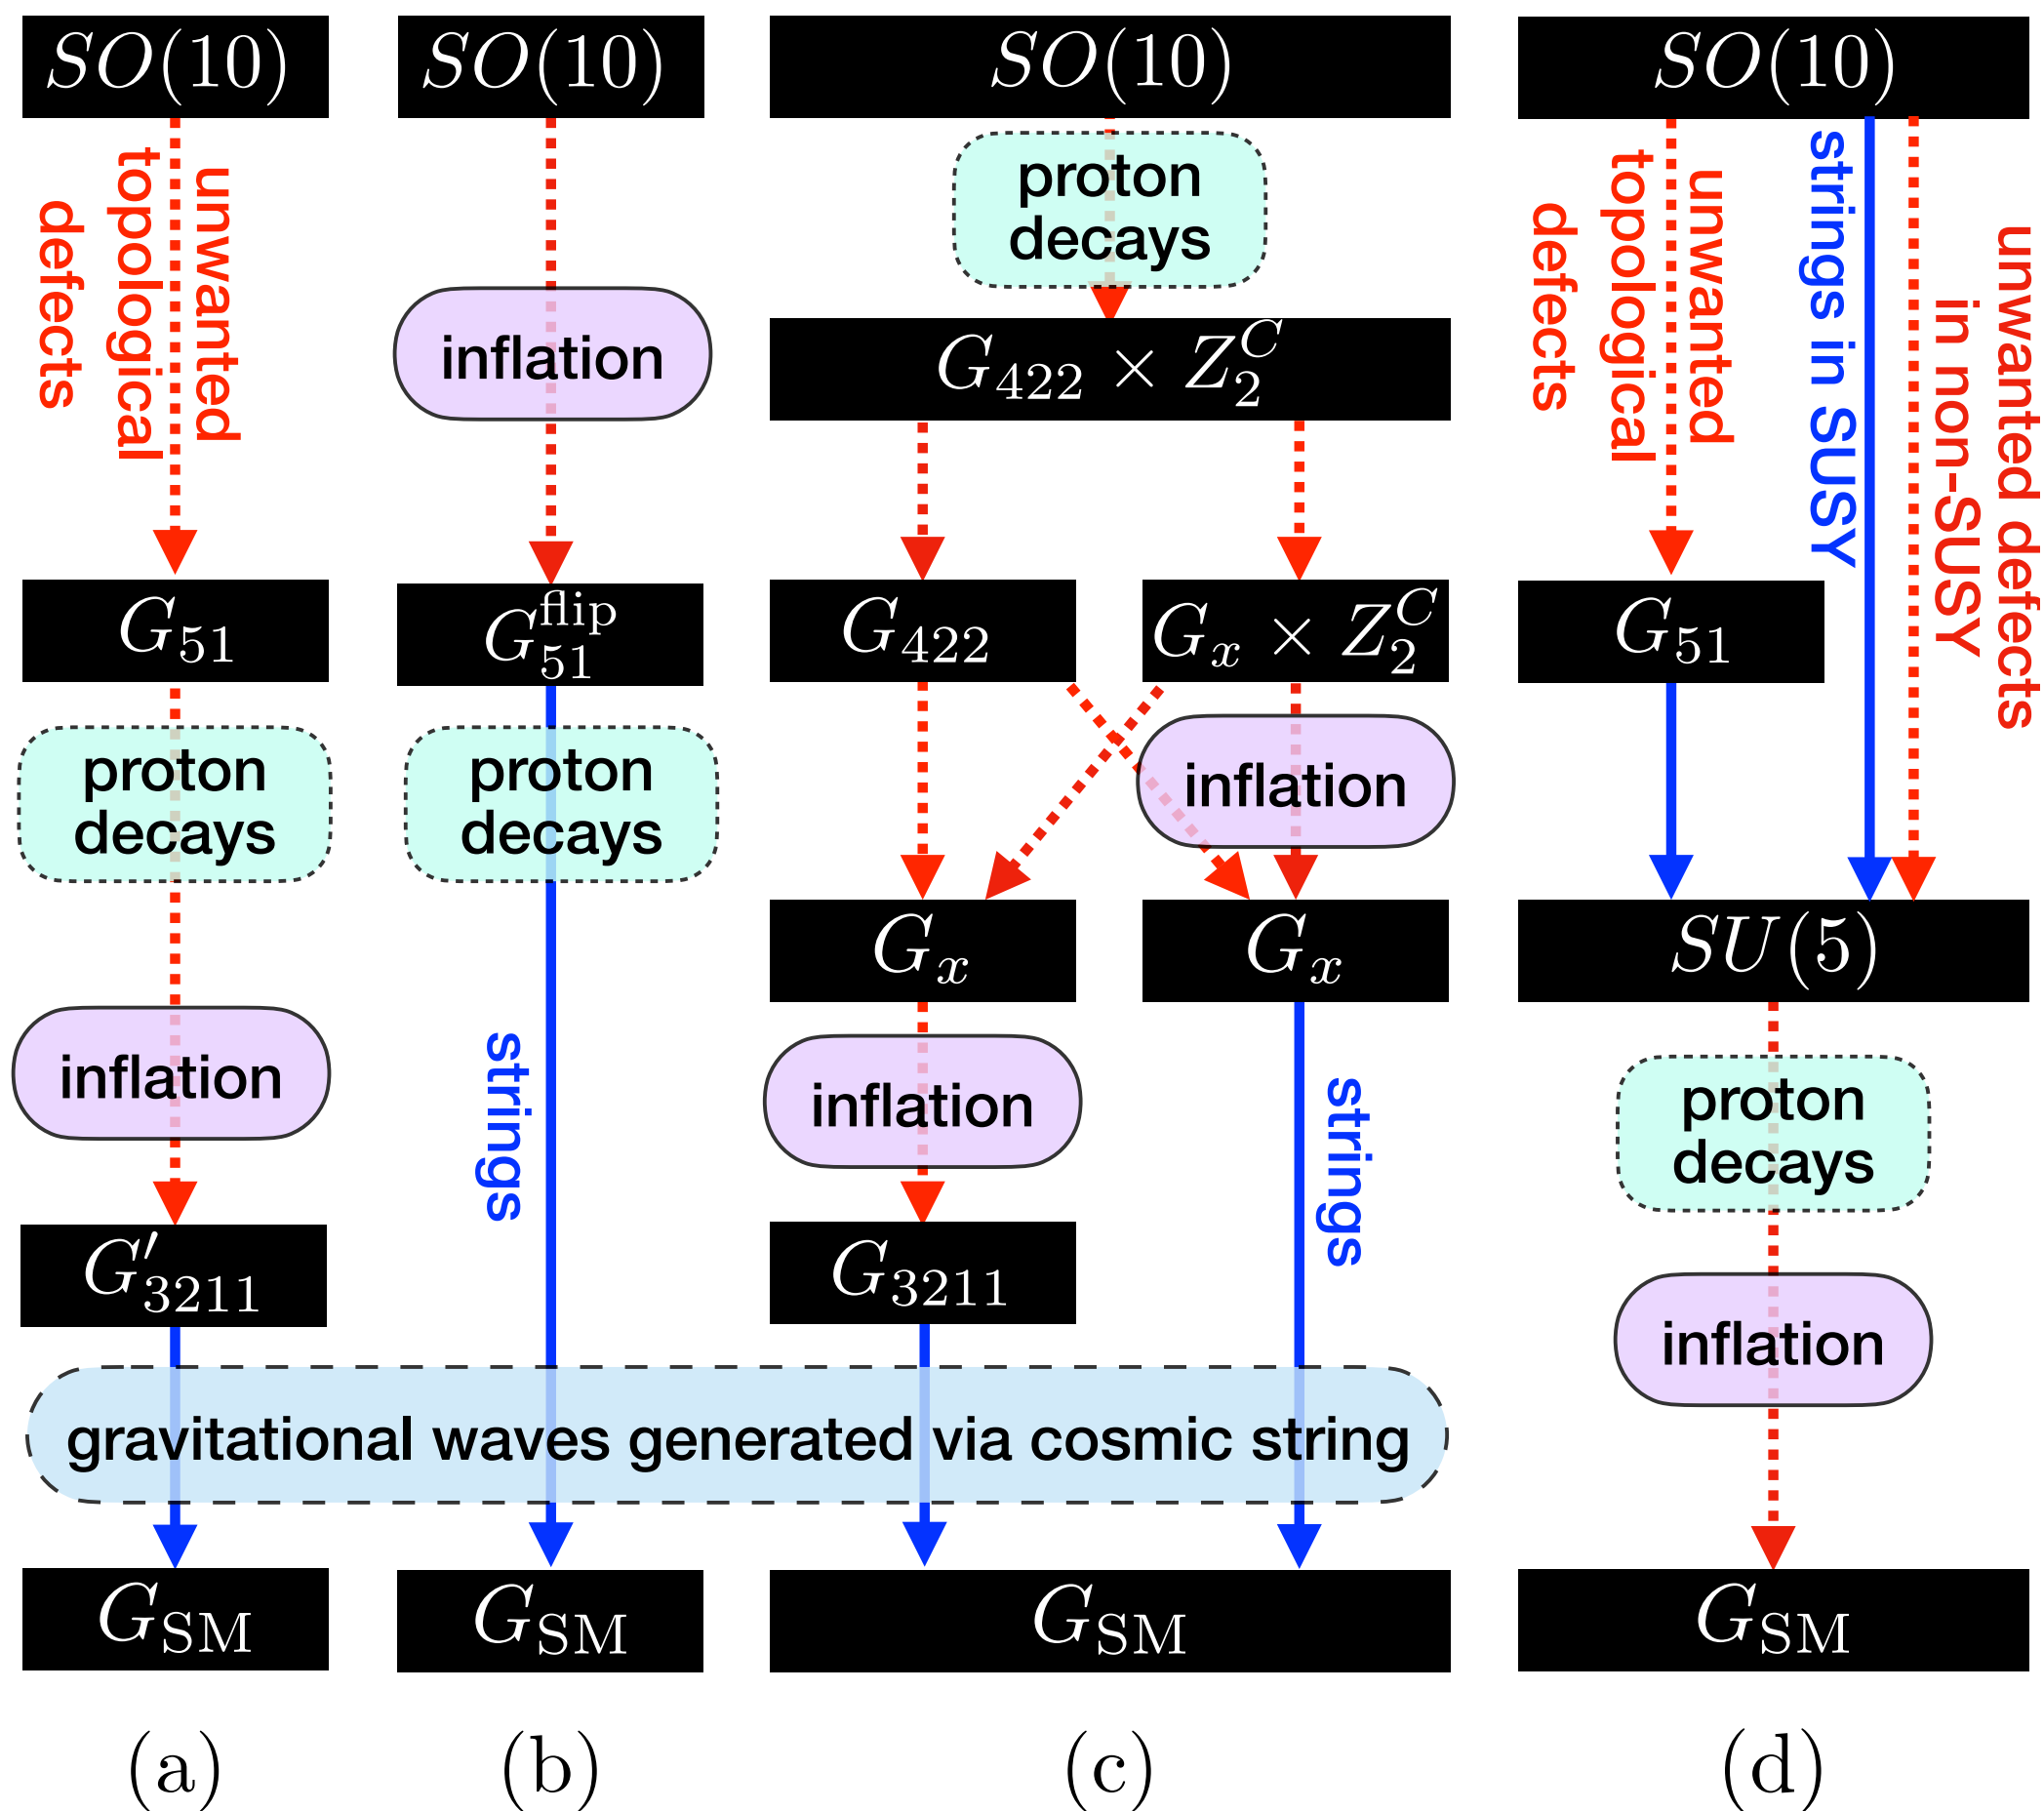 SO(10)
unwanted
topological
defects
G_{51}
proton
decays
inflation
G'_{3211}
G_{SM}
(a)
SO(10)
inflation
G_{51}^{flip}
proton
decays
strings
G_{SM}
(b)
SO(10)
proton
decays
G_{422} × Z_2^C
G_{422}
G_x × Z_2^C
inflation
G_x
G_x
inflation
strings
G_{3211}
gravitational waves generated via cosmic string
G_{SM}
(c)
SO(10)
unwanted
topological
defects
strings in SUSY
unwanted defects
in non-SUSY
G_{51}
SU(5)
proton
decays
inflation
G_{SM}
(d)